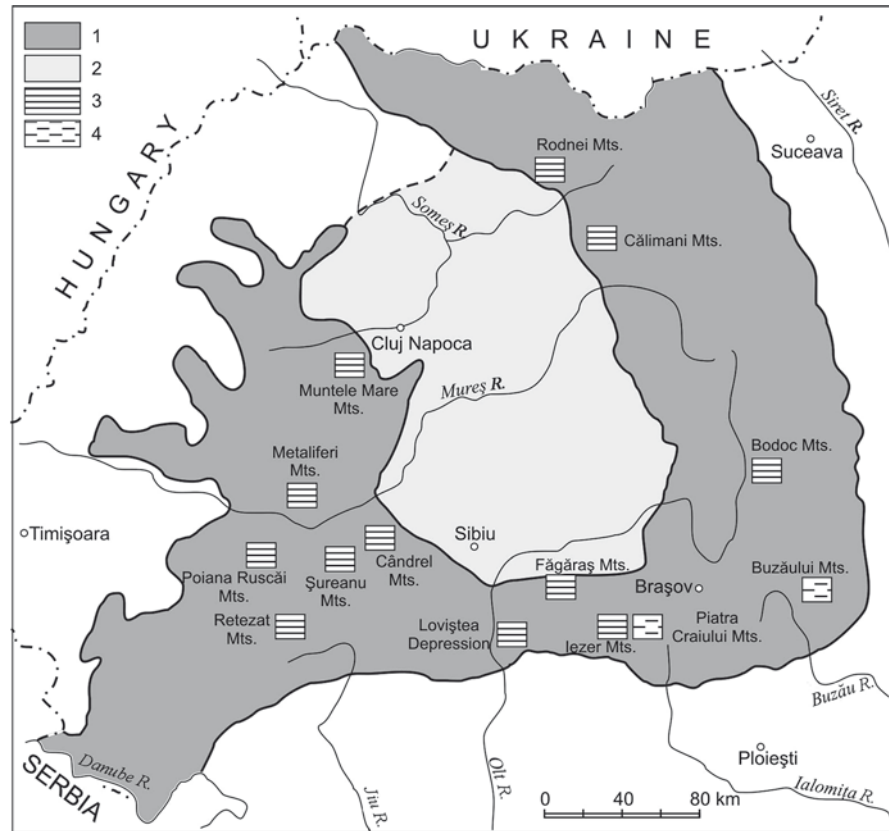 1
2
3
4
UKRAINE
HUNGARY
Siret R.
Suceava
Rodnei Mts.
Someş R.
Călimani Mts.
Cluj Napoca
Muntele Mare
Mts.
Mureş R.
Metaliferi
Mts.
Bodoc Mts.
Timişoara
Sibiu
Cândrel
Mts.
Poiana Ruscăi
Mts.
Şureanu
Mts.
Făgăraş Mts.
Braşov
Buzăului Mts.
Retezat
Mts.
Loviştea
Depression
Iezer Mts.
Piatra
Craiului Mts.
Buzău R.
Danube R.
SERBIA
Jiu R.
Olt R.
Ploieşti
Ialomiţa R.
0 40 80 km